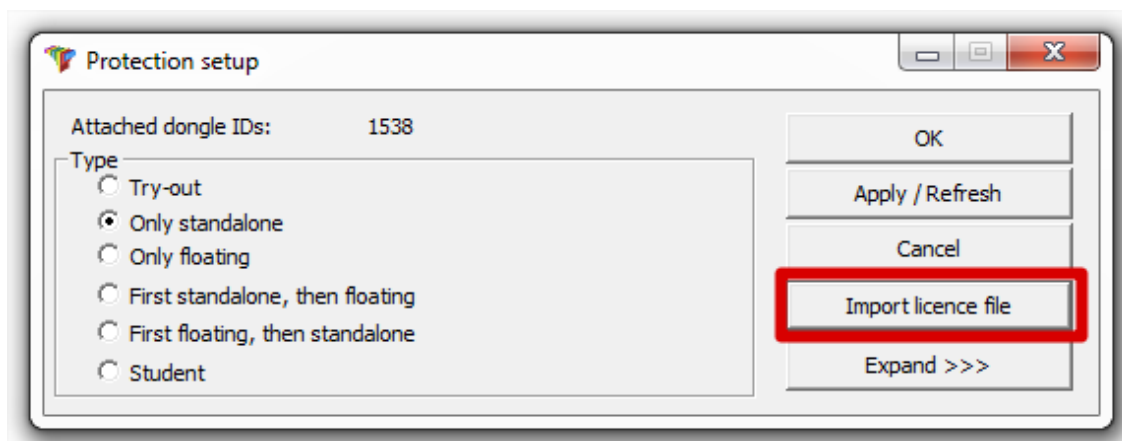 Protection setup
Attached dongle IDs: 1538
Type
Try-out
Only standalone
Only floating
First standalone, then floating
First floating, then standalone
Student
OK
Apply / Refresh
Cancel
Import licence file
Expand >>>